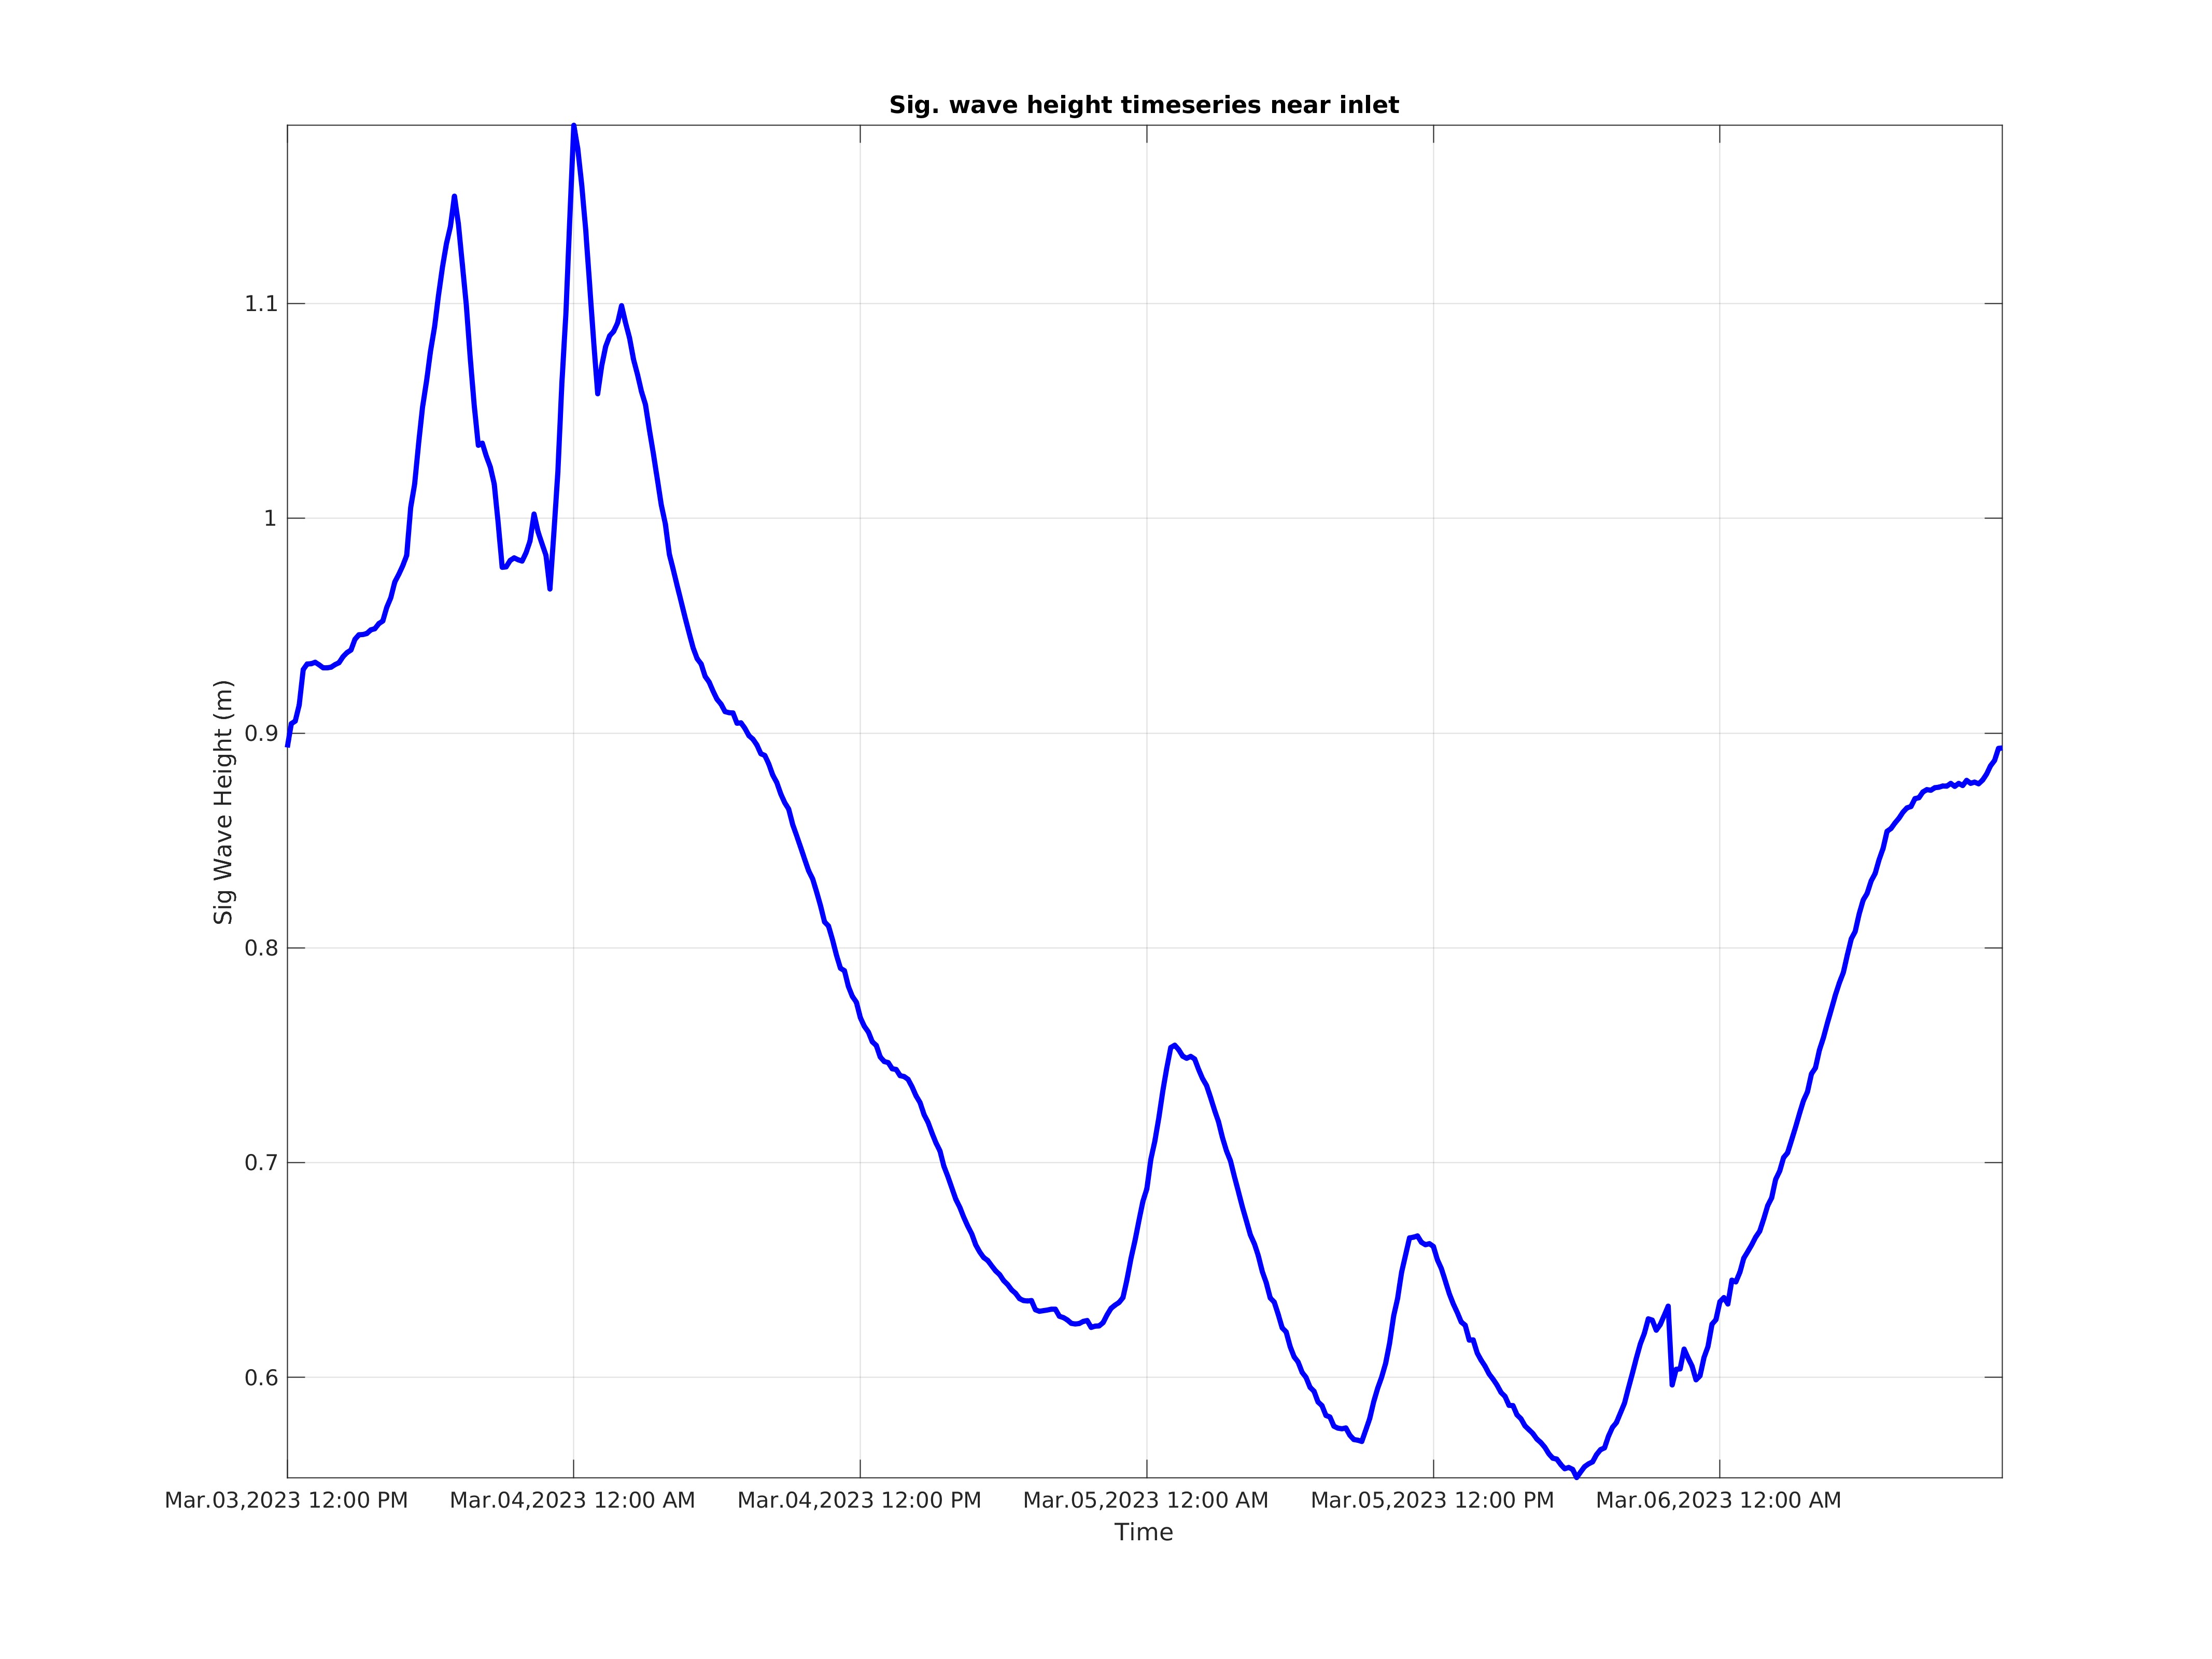 Sig. wave height timeseries near inlet
Sig Wave Height (m)
1.1
1
0.9
0.8
0.7
0.6
Mar.03,2023 12:00 PM
Mar.04,2023 12:00 AM
Mar.04,2023 12:00 PM
Mar.05,2023 12:00 AM
Mar.05,2023 12:00 PM
Mar.06,2023 12:00 AM
Time